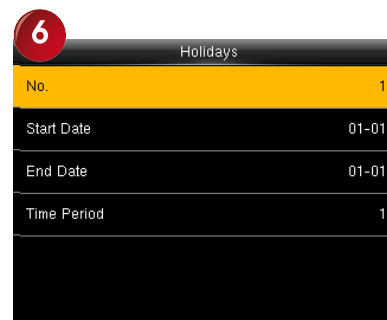 6
Holidays
No. 1
Start Date 01-01
End Date 01-01
Time Period 1